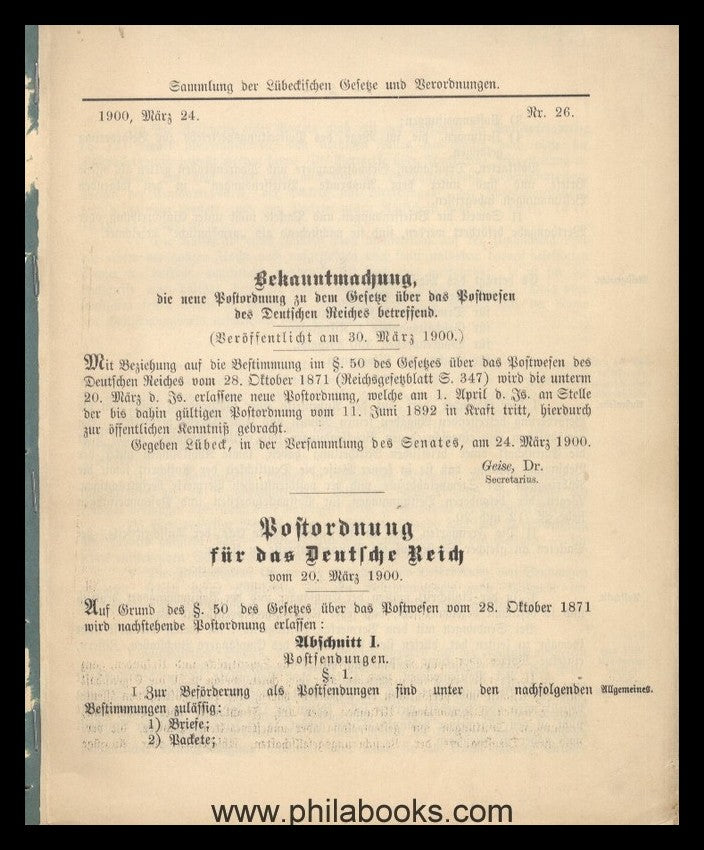 Sammlung der Lübeckischen Gesetze und Verordnungen.
1900, März 24. Nr. 26.
Bekanntmachung,
die neue Postordnung zu dem Gesetze über das Postwesen
des Deutschen Reiches betreffend.
(Veröffentlicht am 30. März 1900.)
Mit Beziehung auf die Bestimmung im §. 50 des Gesetzes über das Postwesen des
Deutschen Reiches vom 28. Oktober 1871 (Reichsgesetzblatt S. 347) wird die unterm
20. März d. Js. erlassene neue Postordnung, welche am 1. April d. Js. an Stelle
der bis dahin gültigen Postordnung vom 11. Juni 1892 in Kraft tritt, hierdurch
zur öffentlichen Kenntniß gebracht.
Gegeben Lübeck, in der Versammlung des Senates, am 24. März 1900.
Geise, Dr.
Secretarius.
Postordnung
für das Deutsche Reich
vom 20. März 1900.
Auf Grund des §. 50 des Gesetzes über das Postwesen vom 28. Oktober 1871
wird nachstehende Postordnung erlassen:
Abschnitt I.
Postsendungen.
§. 1.
I Zur Beförderung als Postsendungen sind unter den nachfolgenden Allgemeines.
Bestimmungen zulässig:
1) Briefe;
2) Packete;
www.philabooks.com